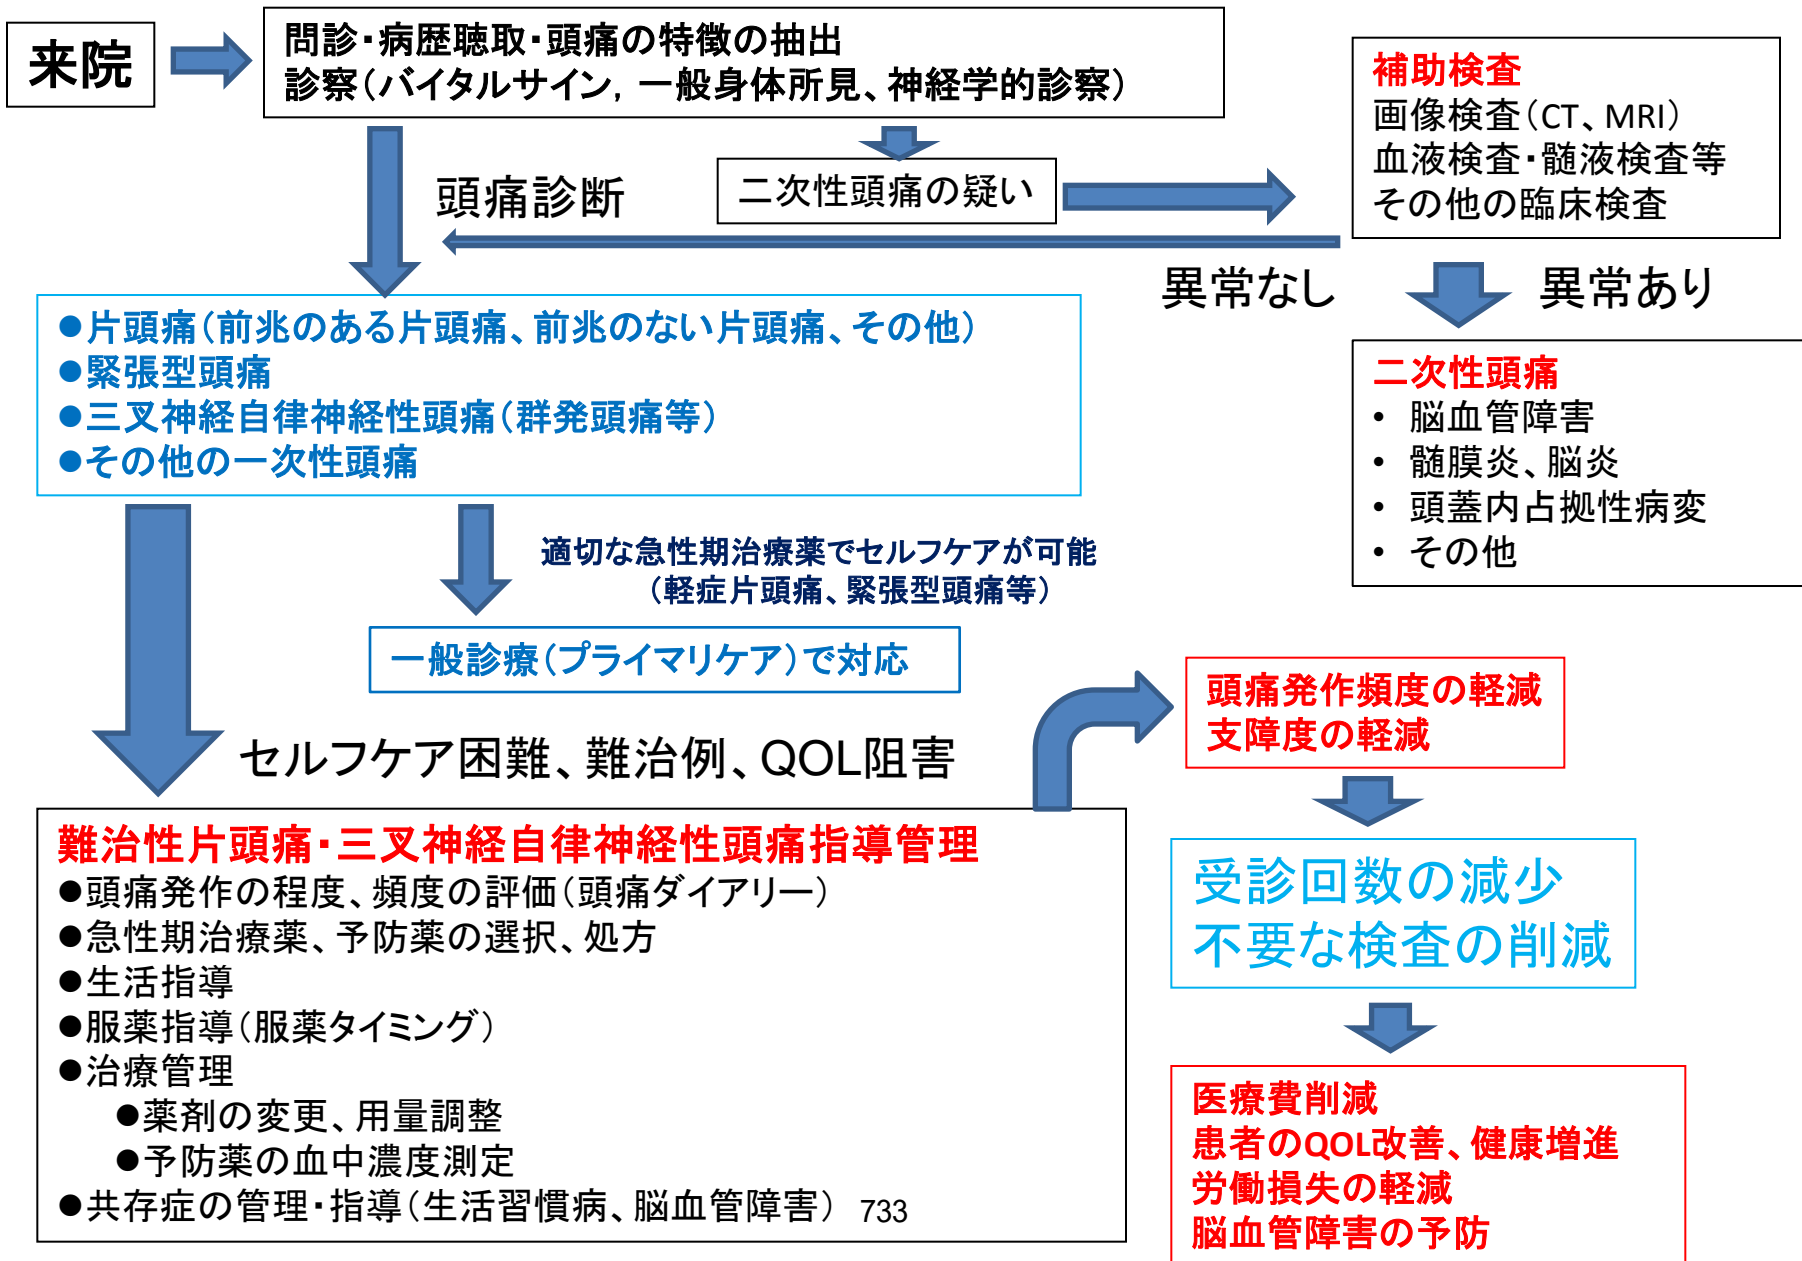 来院
問診・病歴聴取・頭痛の特徴の抽出
診察(バイタルサイン, 一般身体所見、神経学的診察)
補助検査
画像検査(CT、MRI)
血液検査・髄液検査等
その他の臨床検査
頭痛診断
二次性頭痛の疑い
異常なし
異常あり
●片頭痛(前兆のある片頭痛、前兆のない片頭痛、その他)
●緊張型頭痛
●三叉神経自律神経性頭痛(群発頭痛等)
●その他の一次性頭痛
二次性頭痛
• 脳血管障害
• 髄膜炎、脳炎
• 頭蓋内占拠性病変
• その他
適切な急性期治療薬でセルフケアが可能
(軽症片頭痛、緊張型頭痛等)
一般診療(プライマリケア)で対応
セルフケア困難、難治例、QOL阻害
難治性片頭痛・三叉神経自律神経性頭痛指導管理
●頭痛発作の程度、頻度の評価(頭痛ダイアリー)
●急性期治療薬、予防薬の選択、処方
●生活指導
●服薬指導(服薬タイミング)
●治療管理
●薬剤の変更、用量調整
●予防薬の血中濃度測定
●共存症の管理・指導(生活習慣病、脳血管障害)
733
頭痛発作頻度の軽減
支障度の軽減
受診回数の減少
不要な検査の削減
医療費削減
患者のQOL改善、健康増進
労働損失の軽減
脳血管障害の予防